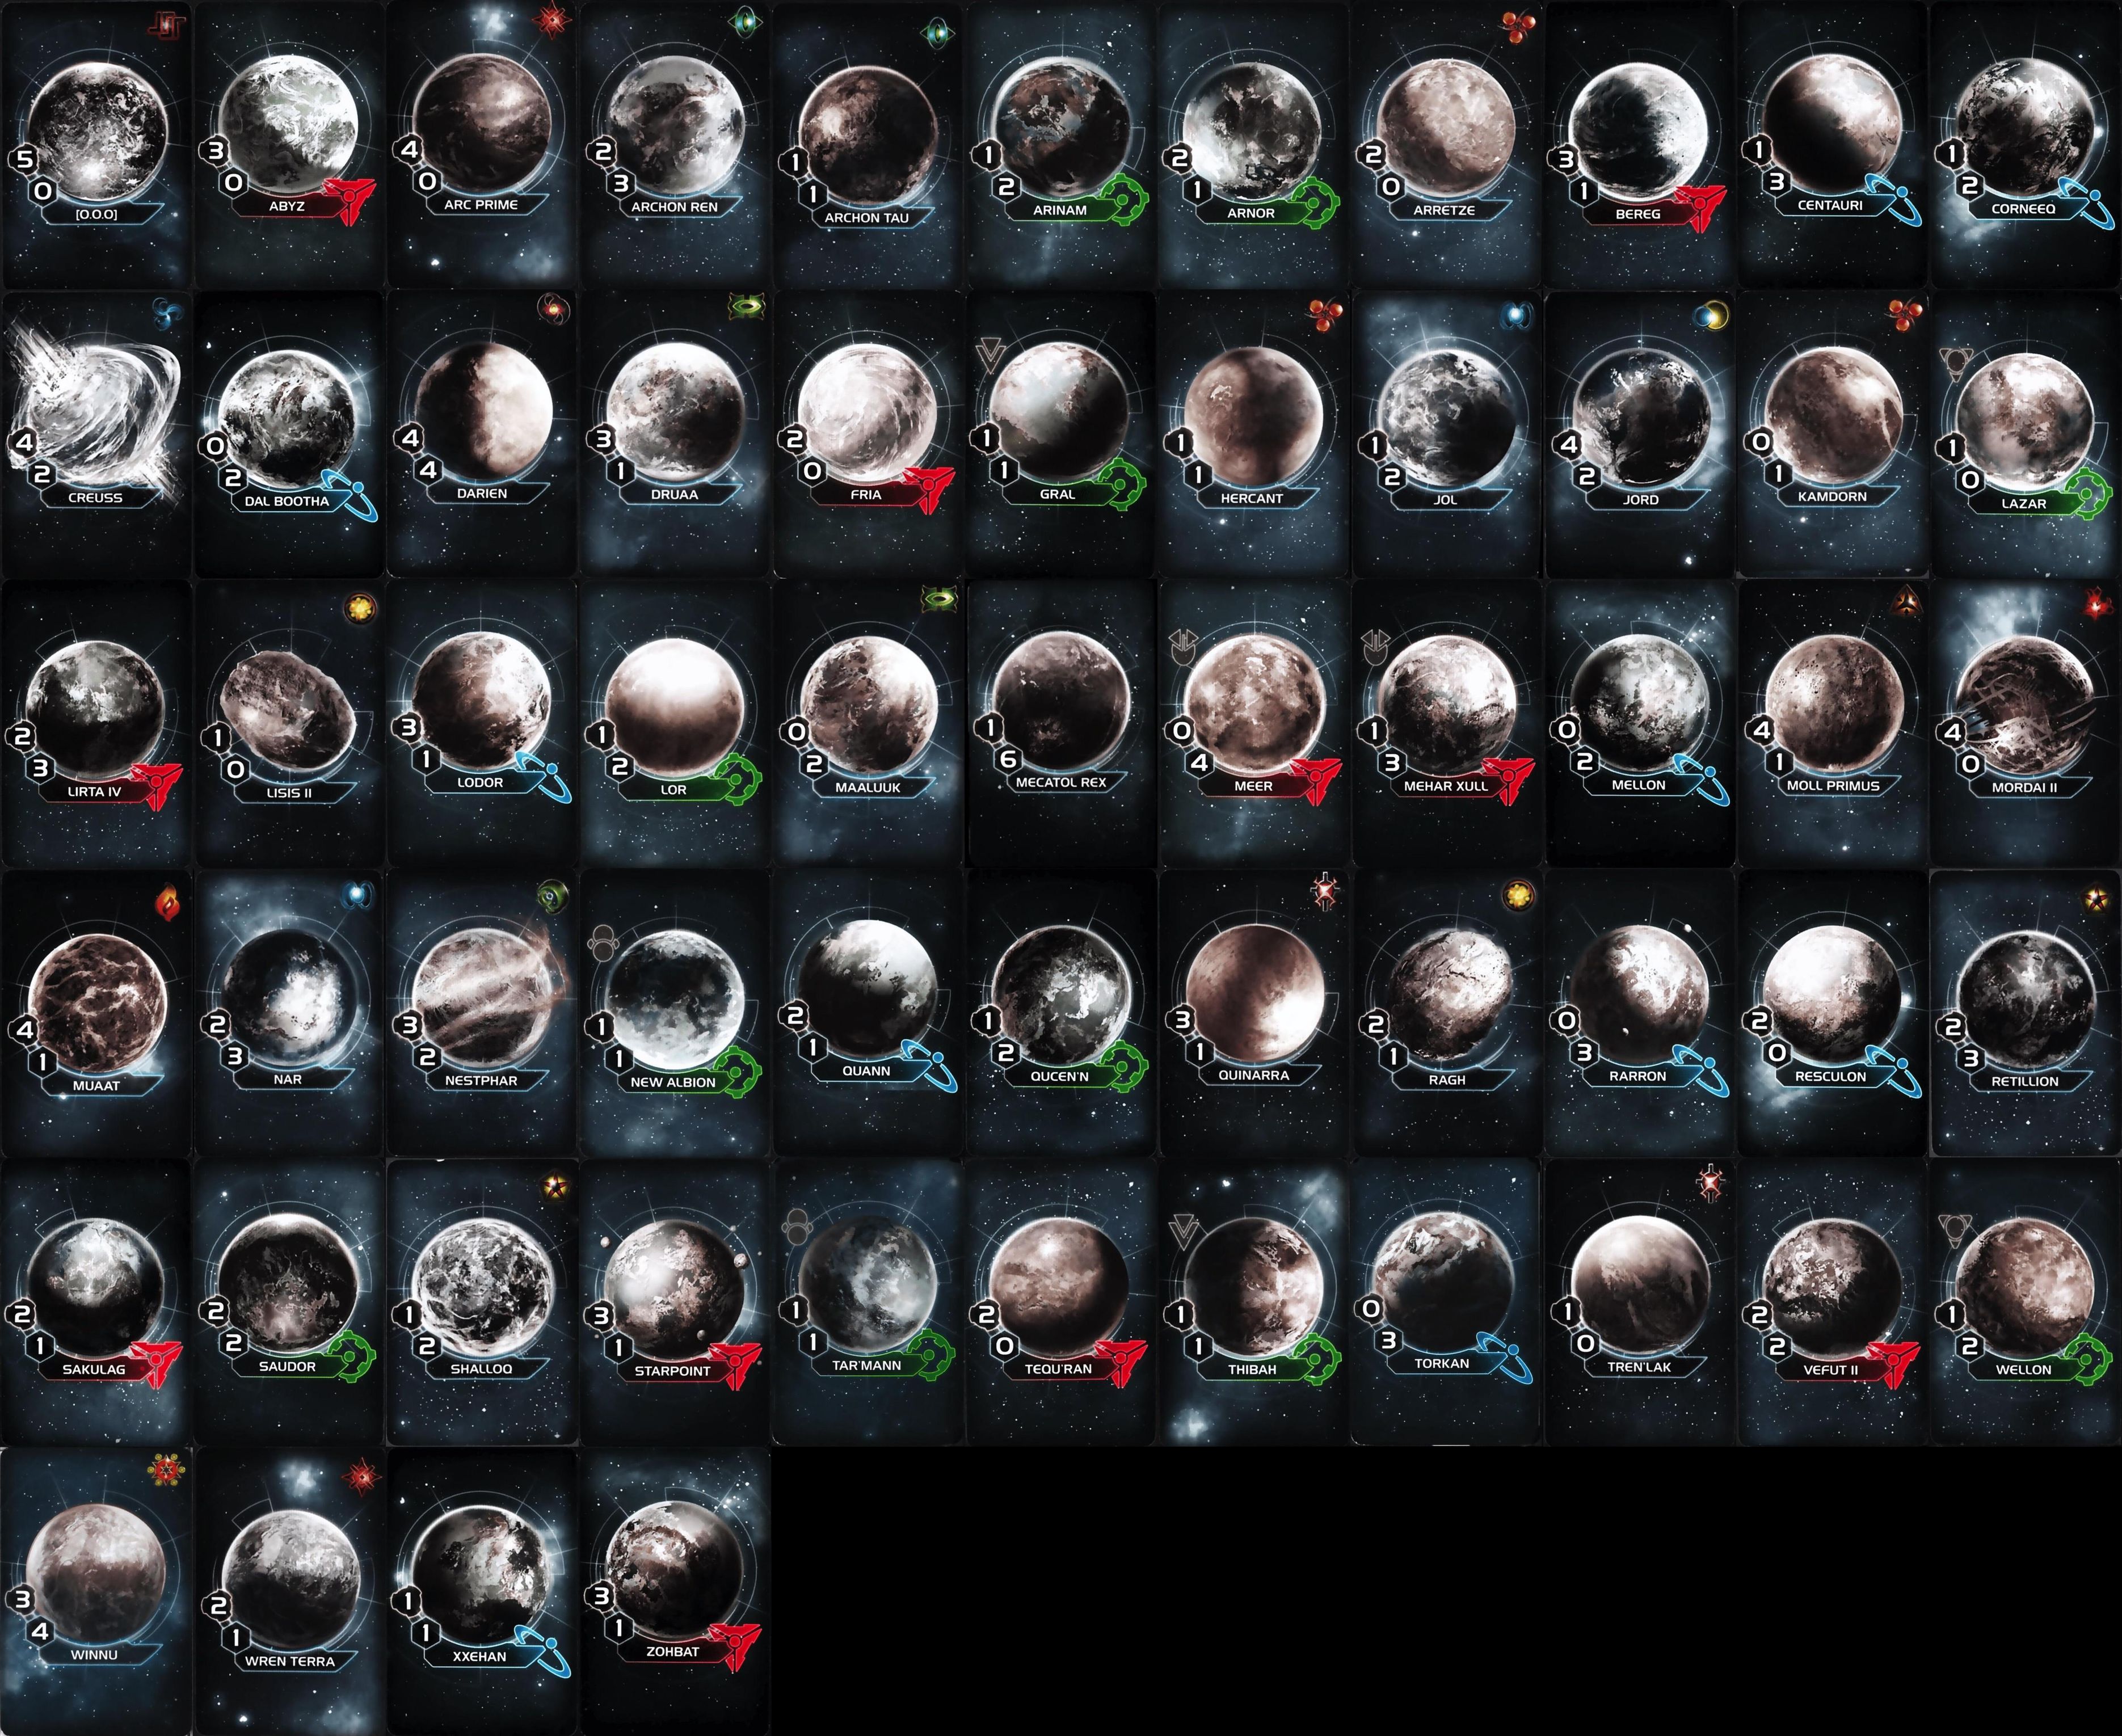 5
0
[0.0.0]
3
0
ABYZ
4
0
ARC PRIME
2
3
ARCHON REN
1
1
ARCHON TAU
1
2
ARINAM
2
1
ARNOR
2
0
ARRETZE
3
1
BEREG
1
3
CENTAURI
1
2
CORNEEQ
4
2
CREUSS
0
2
DAL BOOTHA
4
4
DARIEN
3
1
DRUAA
2
0
FRIA
1
1
GRAL
1
1
HERCANT
1
2
JOL
4
2
JORD
0
1
KAMDORN
1
0
LAZAR
2
3
LIRTA IV
1
0
LISIS II
3
1
LODOR
1
2
LOR
0
2
MAALUUK
1
6
MECATOL REX
0
4
MEER
1
3
MEHAR XULL
0
2
MELLON
4
1
MOLL PRIMUS
4
0
MORDAI II
4
1
MUAAT
2
3
NAR
3
2
NESTPHAR
1
1
NEW ALBION
2
1
QUANN
1
2
QUCEN'N
3
1
QUINARRA
2
1
RAGH
0
3
RARRON
2
0
RESCULON
2
3
RETILLION
2
1
SAKULAG
2
2
SAUDOR
1
2
SHALLOQ
3
1
STARPOINT
1
1
TAR'MANN
2
0
TEQU'RAN
1
1
THIBAH
0
3
TORKAN
1
0
TREN'LAK
2
2
VEFUT II
1
2
WELLON
3
4
WINNU
2
1
WREN TERRA
1
1
XXEHAN
3
1
ZOHBAT